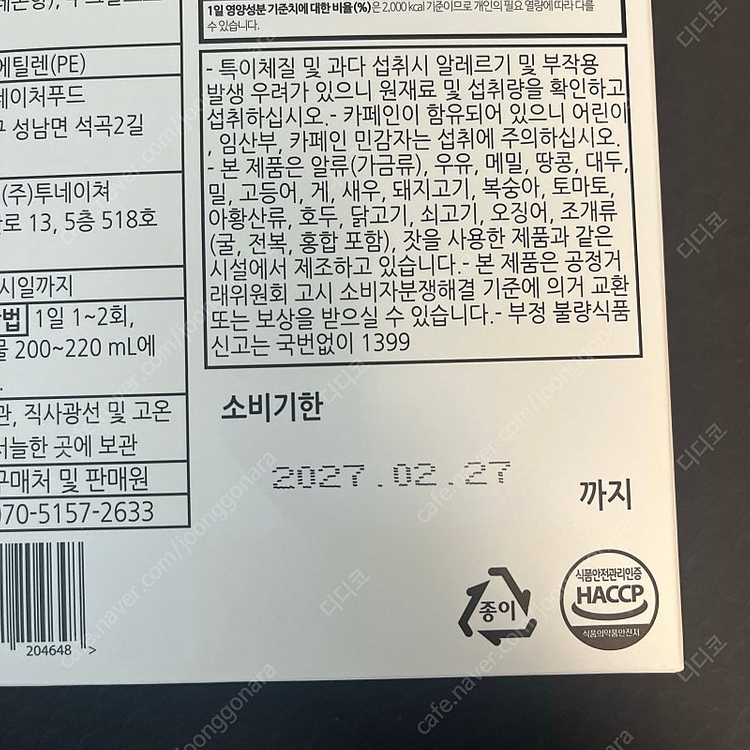 1일 영양성분 기준치에 대한 비율(%)은 2,000 kcal 기준이므로 개인의 필요 열량에 따라 다를
수 있습니다.
- 특이체질 및 과다 섭취시 알레르기 및 부작용
발생 우려가 있으니 원재료 및 섭취량을 확인하고
섭취하십시오.- 카페인이 함유되어 있으니 어린이
, 임산부, 카페인 민감자는 섭취에 주의하십시오.
- 본 제품은 알류(가금류), 우유, 메밀, 땅콩, 대두,
밀, 고등어, 게, 새우, 돼지고기, 복숭아, 토마토,
아황산류, 호두, 닭고기, 쇠고기, 오징어, 조개류
(굴, 전복, 홍합 포함), 잣을 사용한 제품과 같은
시설에서 제조하고 있습니다.- 본 제품은 공정거
래위원회 고시 소비자분쟁해결 기준에 의거 교환
또는 보상을 받으실 수 있습니다.- 부정 불량식품
신고는 국번없이 1399
에틸렌(PE)
네이처푸드
성남면 석곡2길
(주)투네이쳐
로 13, 5층 518호
시일까지
법 1일 1~2회,
물 200~220 mL에
관, 직사광선 및 고온
서늘한 곳에 보관
구매처 및 판매원
070-5157-2633
204648 >
소비기한
2027.02.27
까지
종이
식품안전관리인증
HACCP
식품의약품안전처
cafe.naver.com/joonggonara
디디코